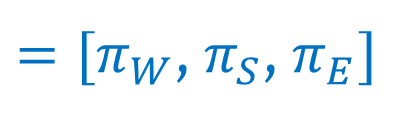 = [π_W, π_S, π_E]